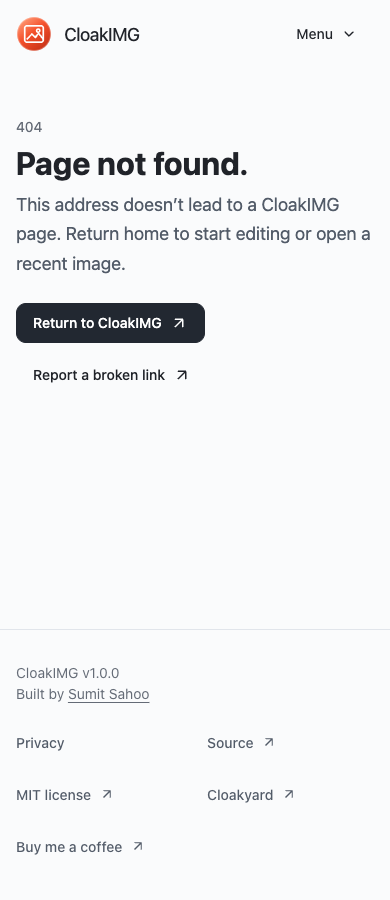 CloakIMG
Menu
404
Page not found.
This address doesn’t lead to a CloakIMG
page. Return home to start editing or open a
recent image.
Return to CloakIMG
Report a broken link
CloakIMG v1.0.0
Built by Sumit Sahoo
Privacy
Source
MIT license
Cloakyard
Buy me a coffee